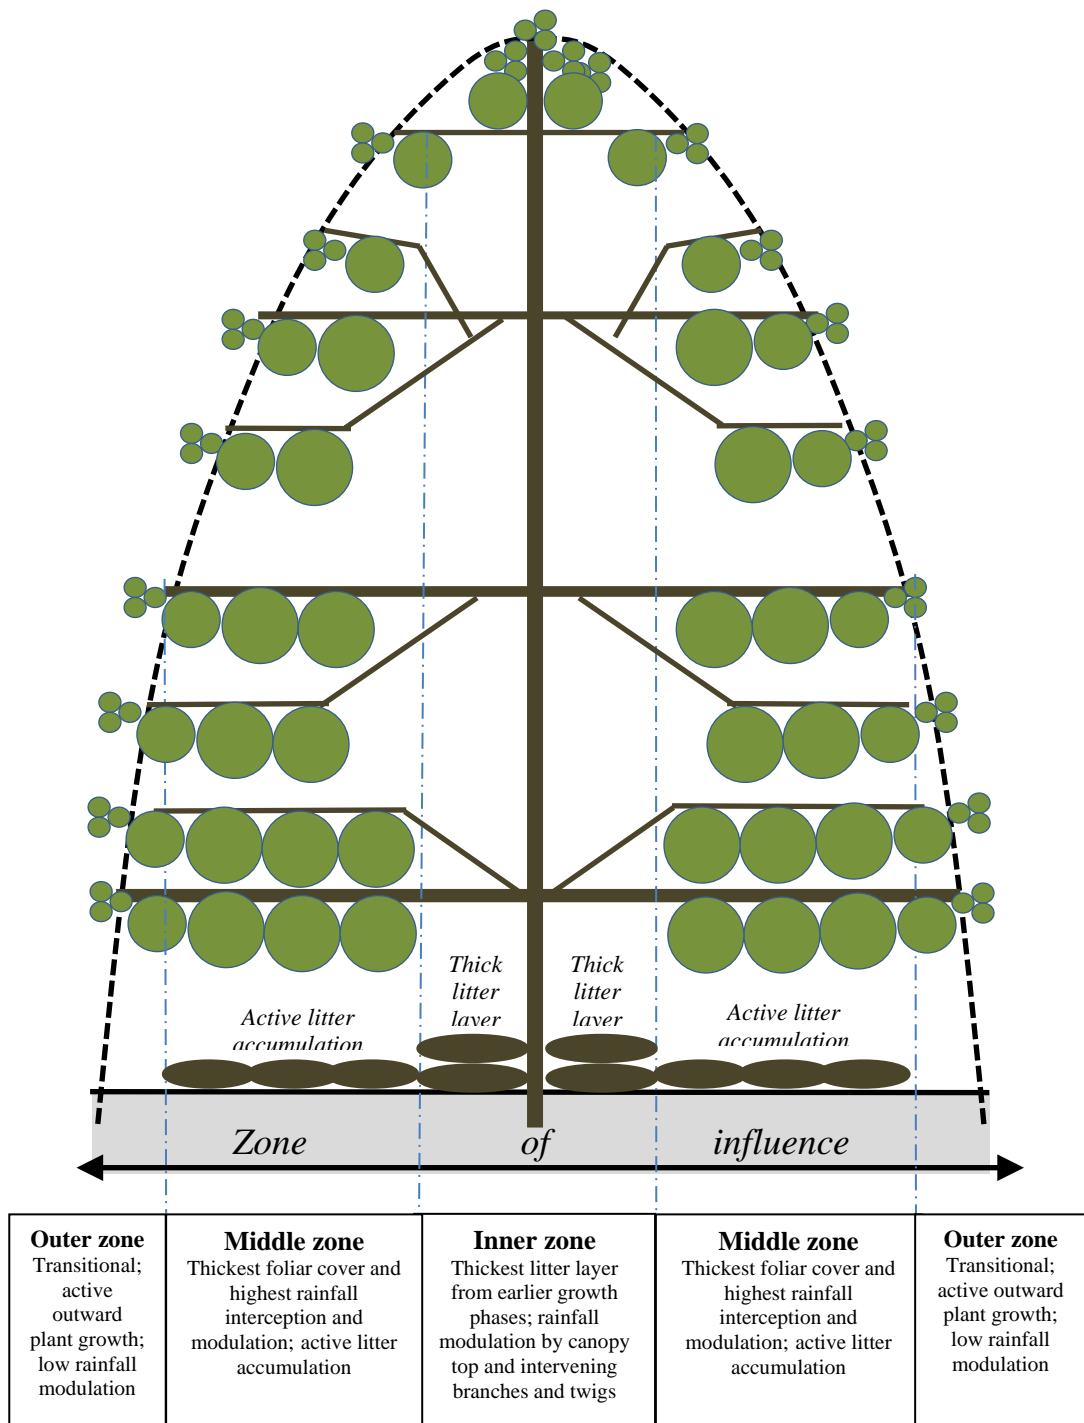 Thick
litter
layer
Thick
litter
layer
Active litter
accumulation
Active litter
accumulation
Zone of influence
Outer zone
Transitional;
active
outward
plant growth;
low rainfall
modulation
Middle zone
Thickest foliar cover and
highest rainfall
interception and
modulation; active litter
accumulation
Inner zone
Thickest litter layer
from earlier growth
phases; rainfall
modulation by canopy
top and intervening
branches and twigs
Middle zone
Thickest foliar cover and
highest rainfall
interception and
modulation; active litter
accumulation
Outer zone
Transitional;
active outward
plant growth;
low rainfall
modulation